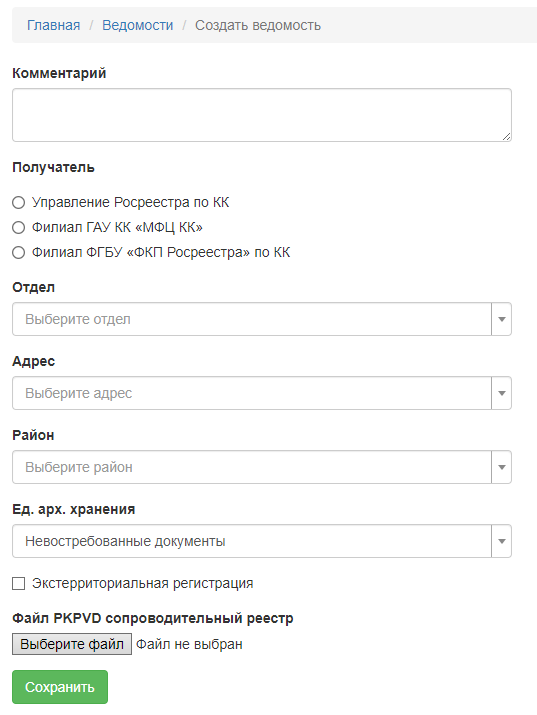 Главная / Ведомости / Создать ведомость
Комментарий
Получатель
Управление Росреестра по КК
Филиал ГАУ КК «МФЦ КК»
Филиал ФГБУ «ФКП Росреестра» по КК
Отдел
Выберите отдел
Адрес
Выберите адрес
Район
Выберите район
Ед. арх. хранения
Невостребованные документы
Экстерриториальная регистрация
Файл PKPVD сопроводительный реестр
Выберите файл Файл не выбран
Сохранить